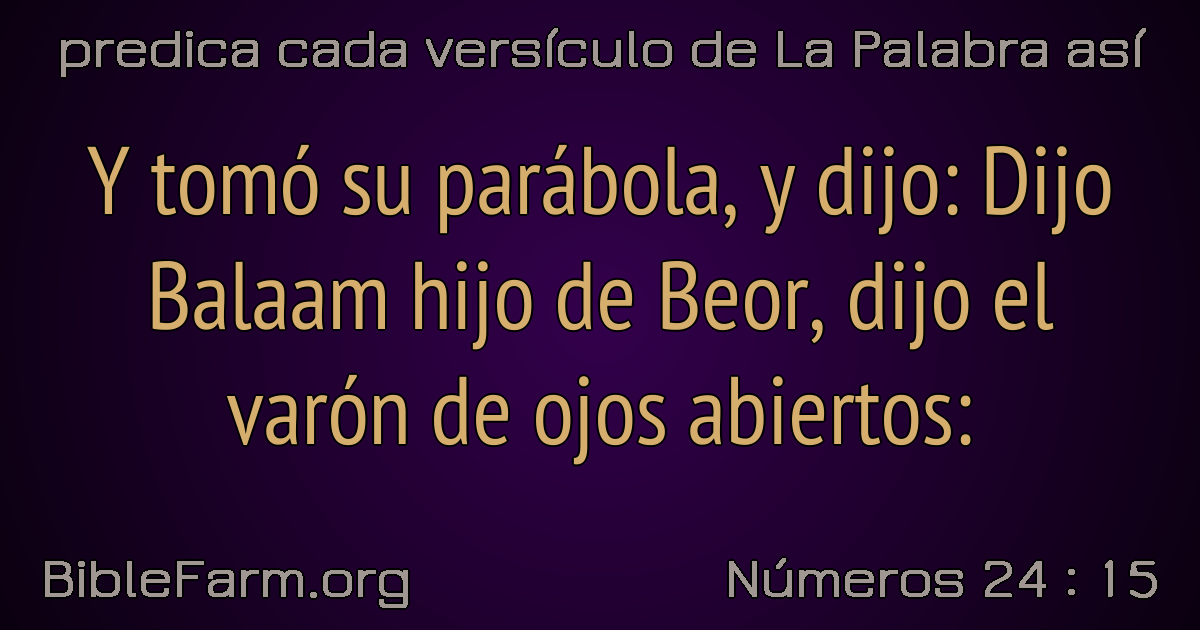 predica cada versículo de La Palabra así
Y tomó su parábola, y dijo: Dijo
Balaam hijo de Beor, dijo el
varón de ojos abiertos:
BibleFarm.org
Números 24 : 15